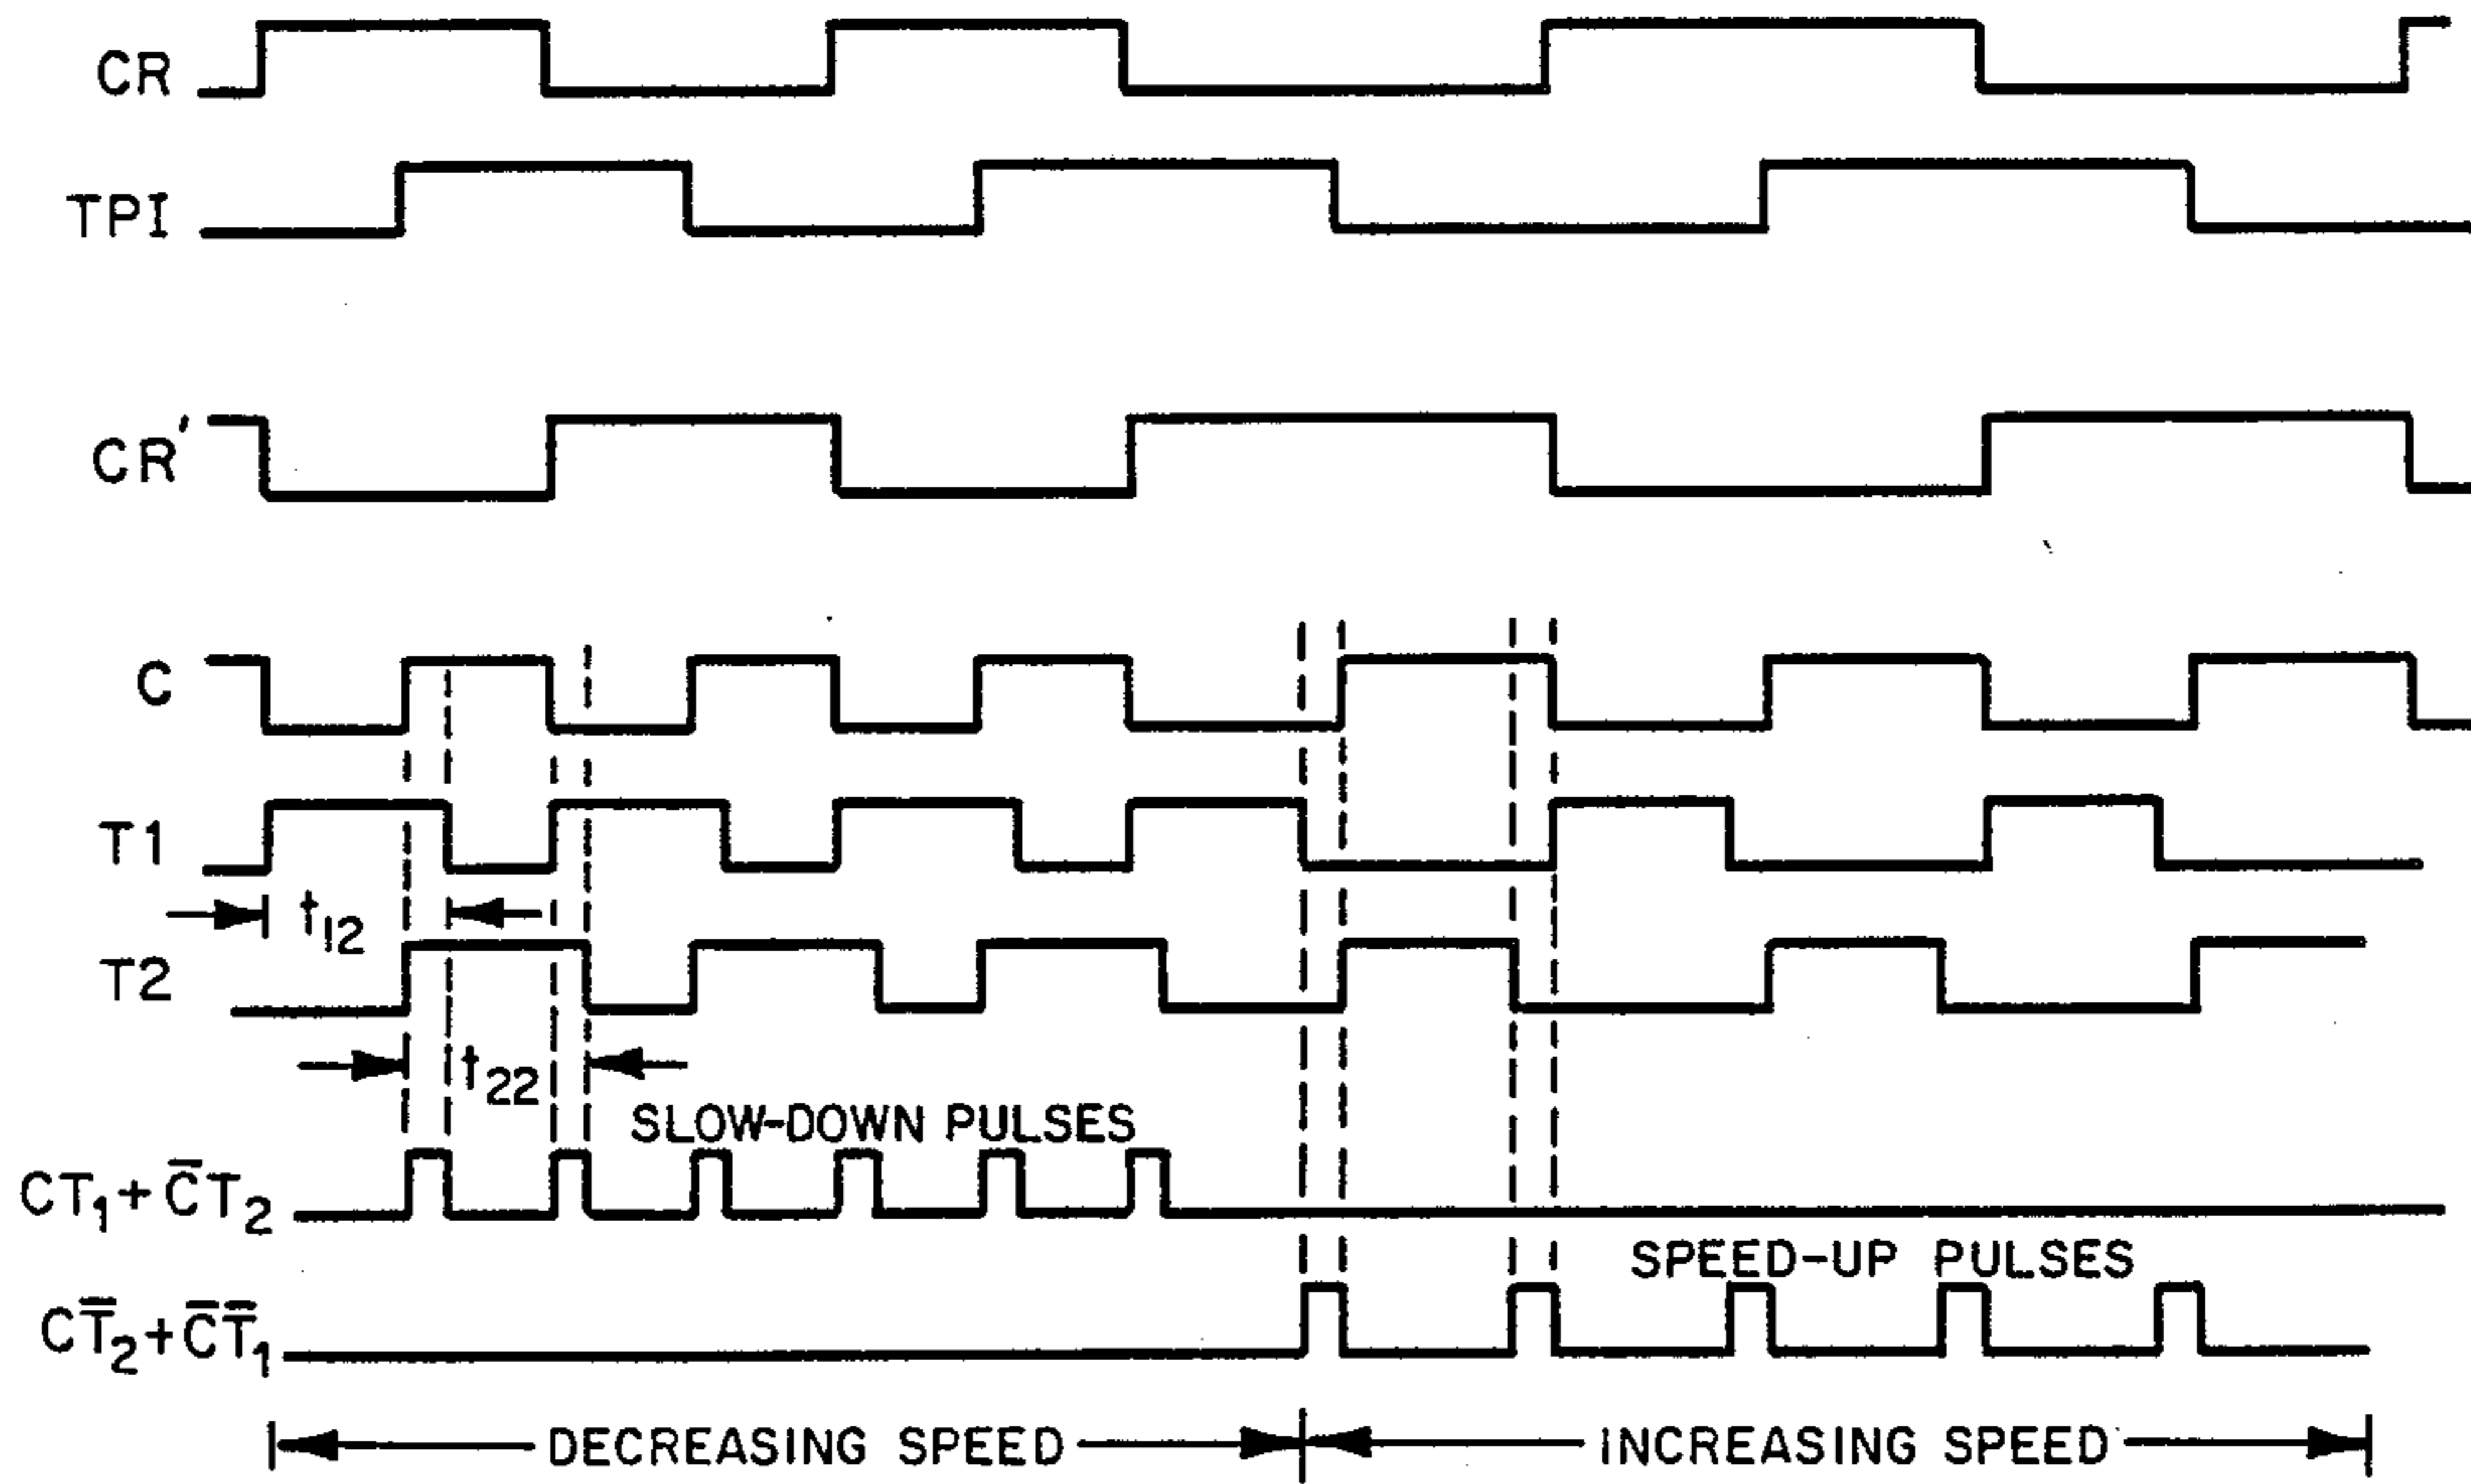 CR
TPI
CR'
C
T1
t₁₂
T2
t₂₂
SLOW-DOWN PULSES
CT₁+C̅T₂
SPEED-UP PULSES
CT̅₂+C̅T̅₁
DECREASING SPEED
INCREASING SPEED